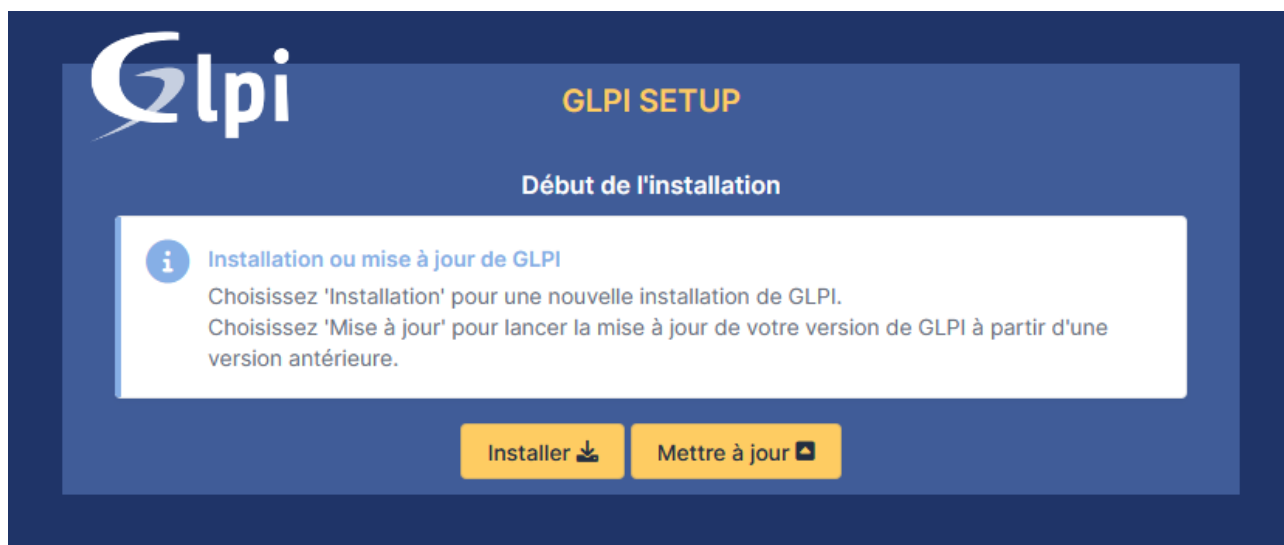 Glpi
GLPI SETUP
Début de l'installation
Installation ou mise à jour de GLPI
Choisissez 'Installation' pour une nouvelle installation de GLPI.
Choisissez 'Mise à jour' pour lancer la mise à jour de votre version de GLPI à partir d'une
version antérieure.
Installer
Mettre à jour